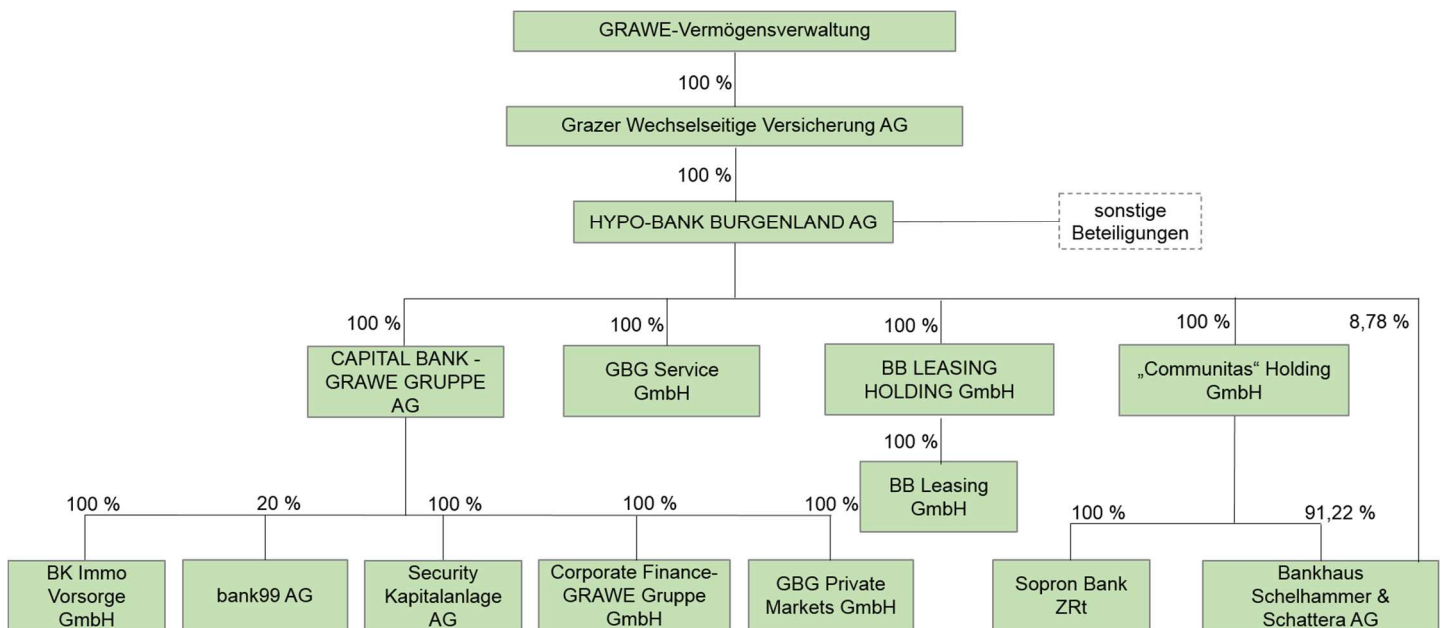 GRAWE-Vermögensverwaltung
100 %
Grazer Wechselseitige Versicherung AG
100 %
HYPO-BANK BURGENLAND AG
sonstige
Beteiligungen
100 %
100 %
100 %
100 %
8,78 %
CAPITAL BANK -
GRAWE GRUPPE
AG
GBG Service
GmbH
BB LEASING
HOLDING GmbH
„Communitas“ Holding
GmbH
100 %
BB Leasing
GmbH
100 %
20 %
100 %
100 %
100 %
100 %
91,22 %
BK Immo
Vorsorge
GmbH
bank99 AG
Security
Kapitalanlage
AG
Corporate Finance-
GRAWE Gruppe
GmbH
GBG Private
Markets GmbH
Sopron Bank
ZRt
Bankhaus
Schelhammer &
Schattera AG